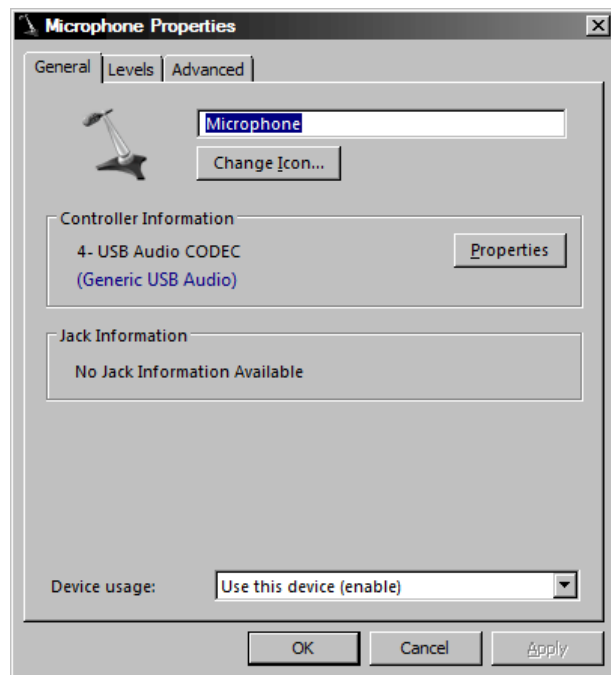 Microphone Properties
General Levels Advanced
Microphone
Change Icon...
Controller Information
4- USB Audio CODEC
Properties
(Generic USB Audio)
Jack Information
No Jack Information Available
Device usage: Use this device (enable)
OK Cancel Apply